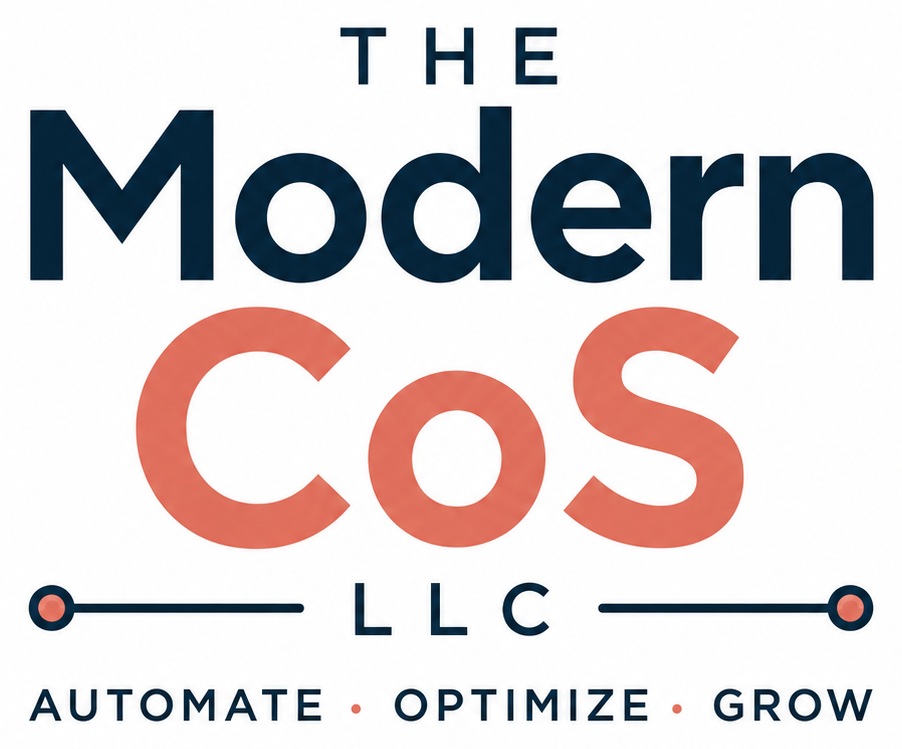 THE
Modern
CoS
LLC
AUTOMATE • OPTIMIZE • GROW